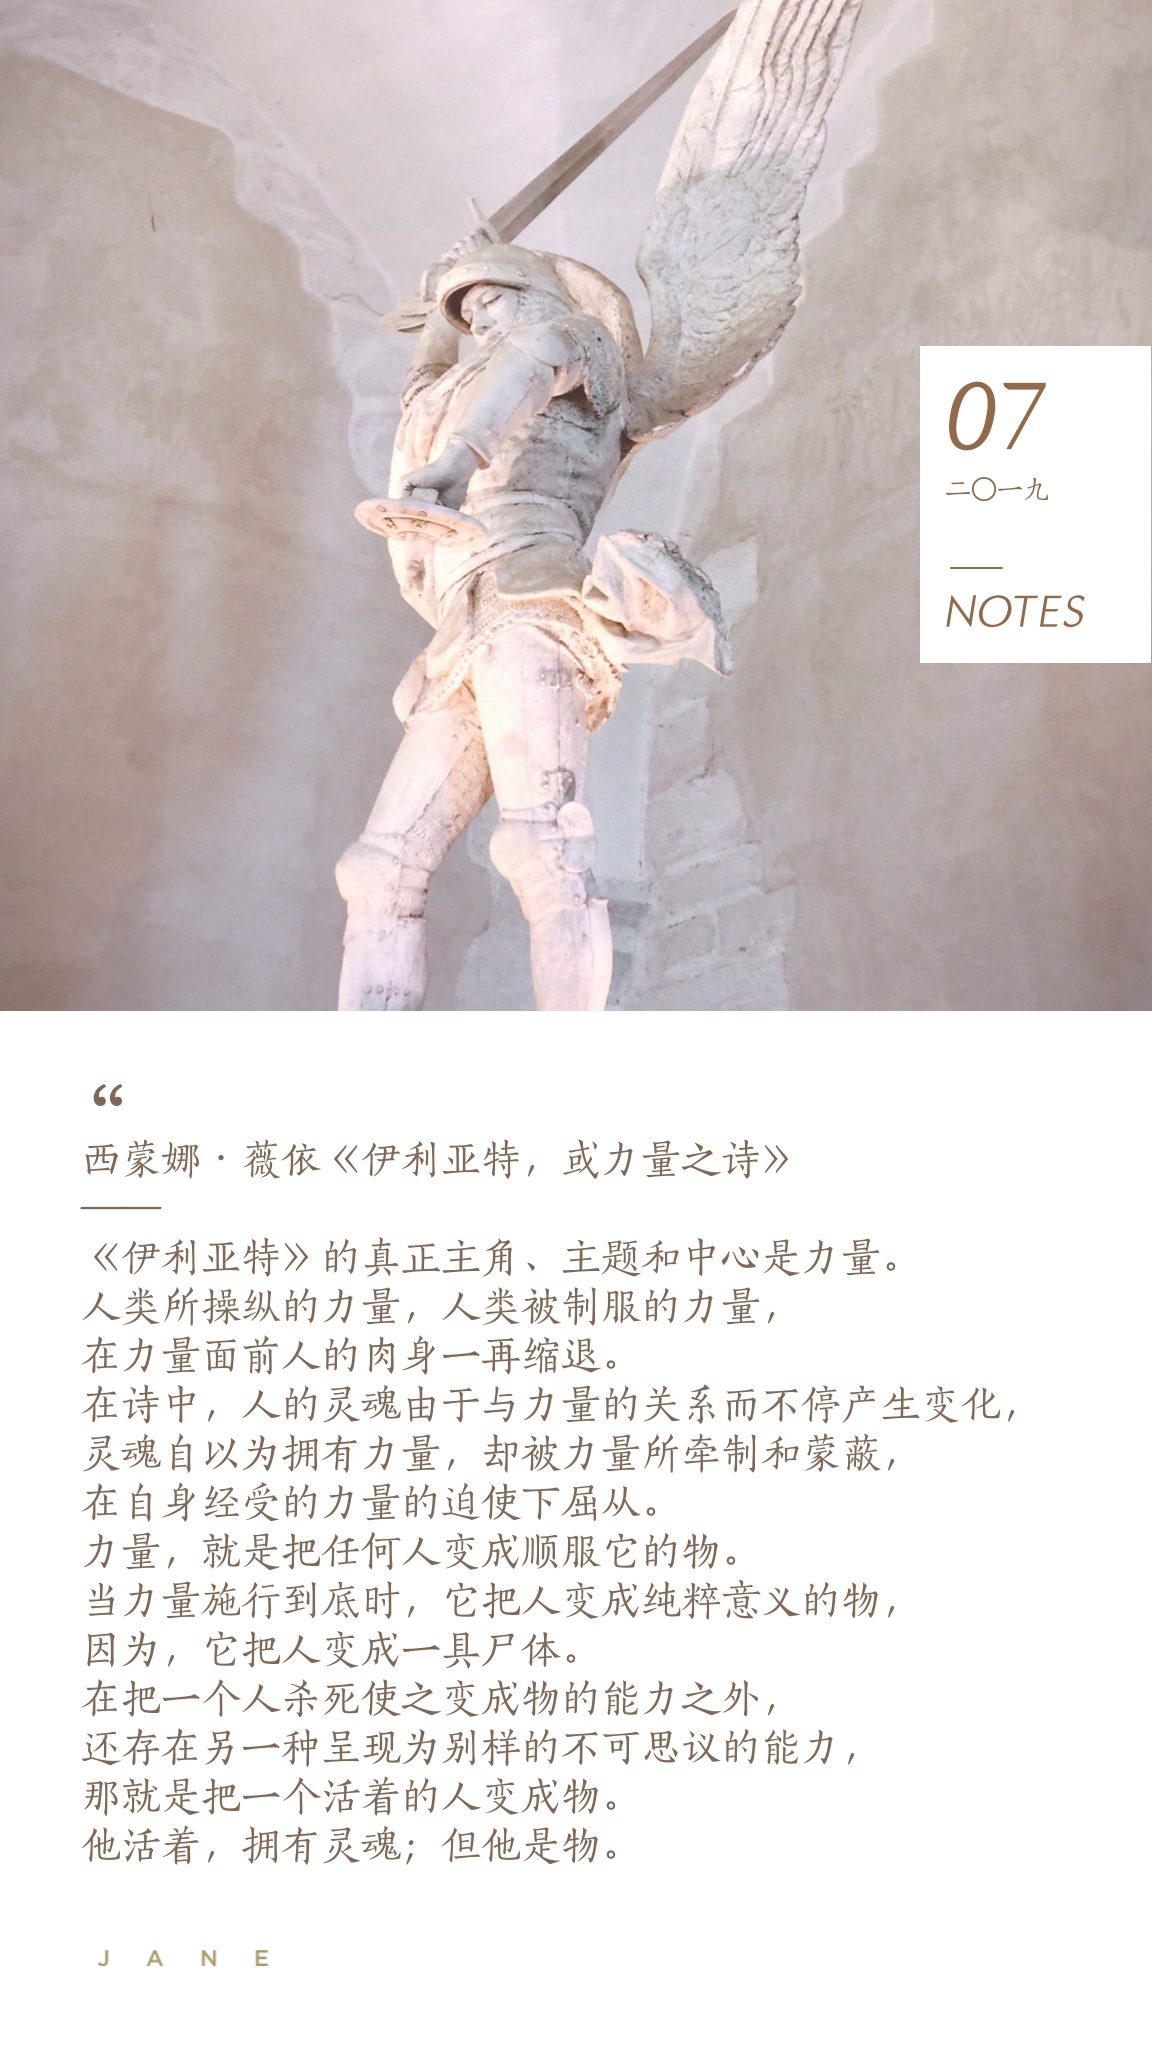 07
二〇一九
NOTES
“
西蒙娜·薇依《伊利亚特，或力量之诗》
《伊利亚特》的真正主角、主题和中心是力量。
人类所操纵的力量，人类被制服的力量，
在力量面前人的肉身一再缩退。
在诗中，人的灵魂由于与力量的关系而不停产生变化，
灵魂自以为拥有力量，却被力量所牵制和蒙蔽，
在自身经受的力量的迫使下屈从。
力量，就是把任何人变成顺服它的物。
当力量施行到底时，它把人变成纯粹意义的物，
因为，它把人变成一具尸体。
在把一个人杀死使之变成物的能力之外，
还存在另一种呈现为别样的不可思议的能力，
那就是把一个活着的人变成物。
他活着，拥有灵魂；但他是物。
JANE